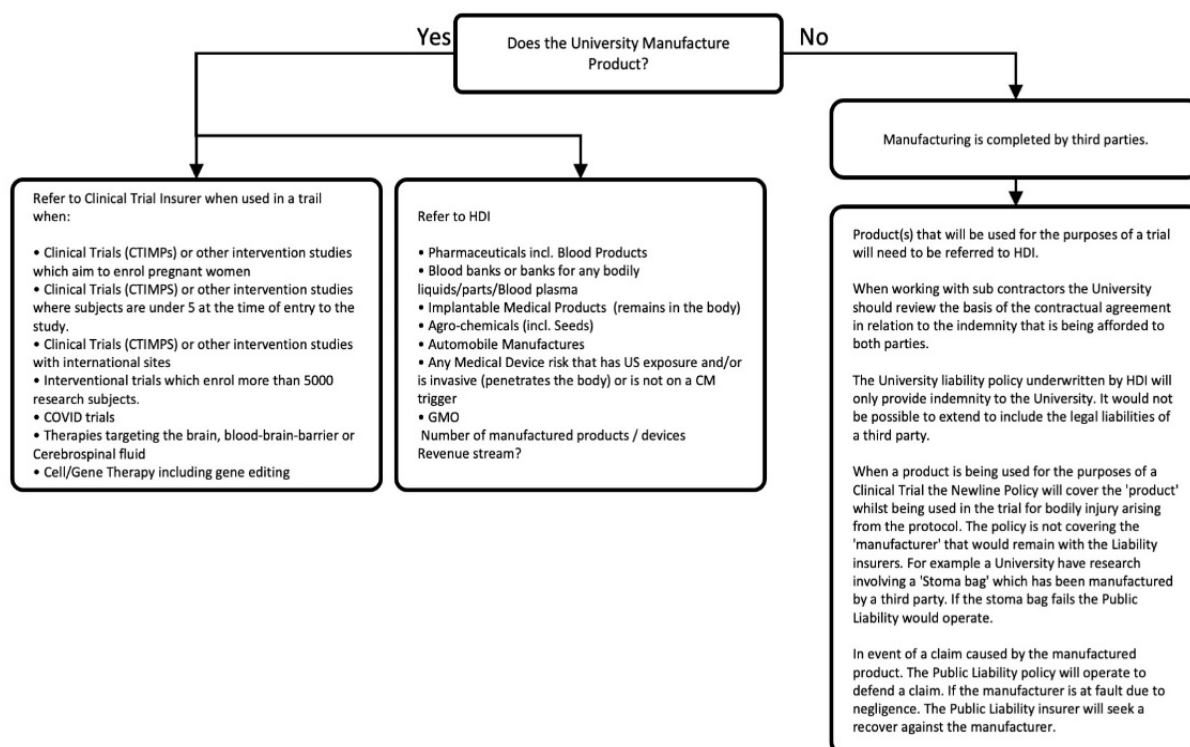 Yes
Does the University Manufacture
Product?
No
Manufacturing is completed by third parties.
Refer to Clinical Trial Insurer when used in a trail
when:
• Clinical Trials (CTIMPs) or other intervention studies
which aim to enrol pregnant women
• Clinical Trials (CTIMPS) or other intervention studies
where subjects are under 5 at the time of entry to the
study.
• Clinical Trials (CTIMPS) or other intervention studies
with international sites
• Interventional trials which enrol more than 5000
research subjects.
• COVID trials
• Therapies targeting the brain, blood-brain-barrier or
Cerebrospinal fluid
• Cell/Gene Therapy including gene editing
Refer to HDI
• Pharmaceuticals incl. Blood Products
• Blood banks or banks for any bodily
liquids/parts/Blood plasma
• Implantable Medical Products (remains in the body)
• Agro-chemicals (incl. Seeds)
• Automobile Manufactures
• Any Medical Device risk that has US exposure and/or
is invasive (penetrates the body) or is not on a CM
trigger
• GMO
Number of manufactured products / devices
Revenue stream?
Product(s) that will be used for the purposes of a trial
will need to be referred to HDI.
When working with sub contractors the University
should review the basis of the contractual agreement
in relation to the indemnity that is being afforded to
both parties.
The University liability policy underwritten by HDI will
only provide indemnity to the University. It would not
be possible to extend to include the legal liabilities of
a third party.
When a product is being used for the purposes of a
Clinical Trial the Newline Policy will cover the 'product'
whilst being used in the trial for bodily injury arising
from the protocol. The policy is not covering the
'manufacturer' that would remain with the Liability
insurers. For example a University have research
involving a 'Stoma bag' which has been manufactured
by a third party. If the stoma bag fails the Public
Liability would operate.
In event of a claim caused by the manufactured
product. The Public Liability policy will operate to
defend a claim. If the manufacturer is at fault due to
negligence. The Public Liability insurer will seek a
recover against the manufacturer.